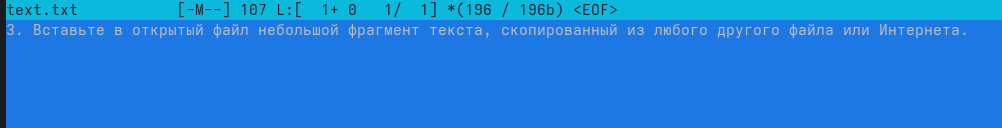 text.txt [-M--] 107 L:[ 1+ 0 1/ 1] *(196 / 196b) <EOF>
3. Вставьте в открытый файл небольшой фрагмент текста, скопированный из любого другого файла или Интернета.